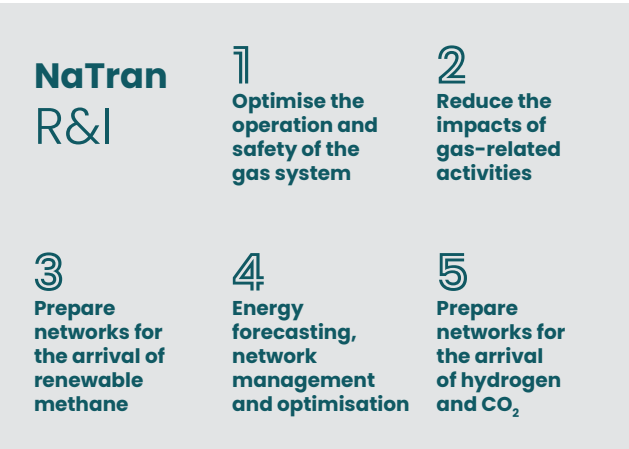 NaTran
R&I
1
Optimise the
operation and
safety of the
gas system
2
Reduce the
impacts of
gas-related
activities
3
Prepare
networks for
the arrival of
renewable
methane
4
Energy
forecasting,
network
management
and optimisation
5
Prepare
networks for
the arrival
of hydrogen
and CO₂